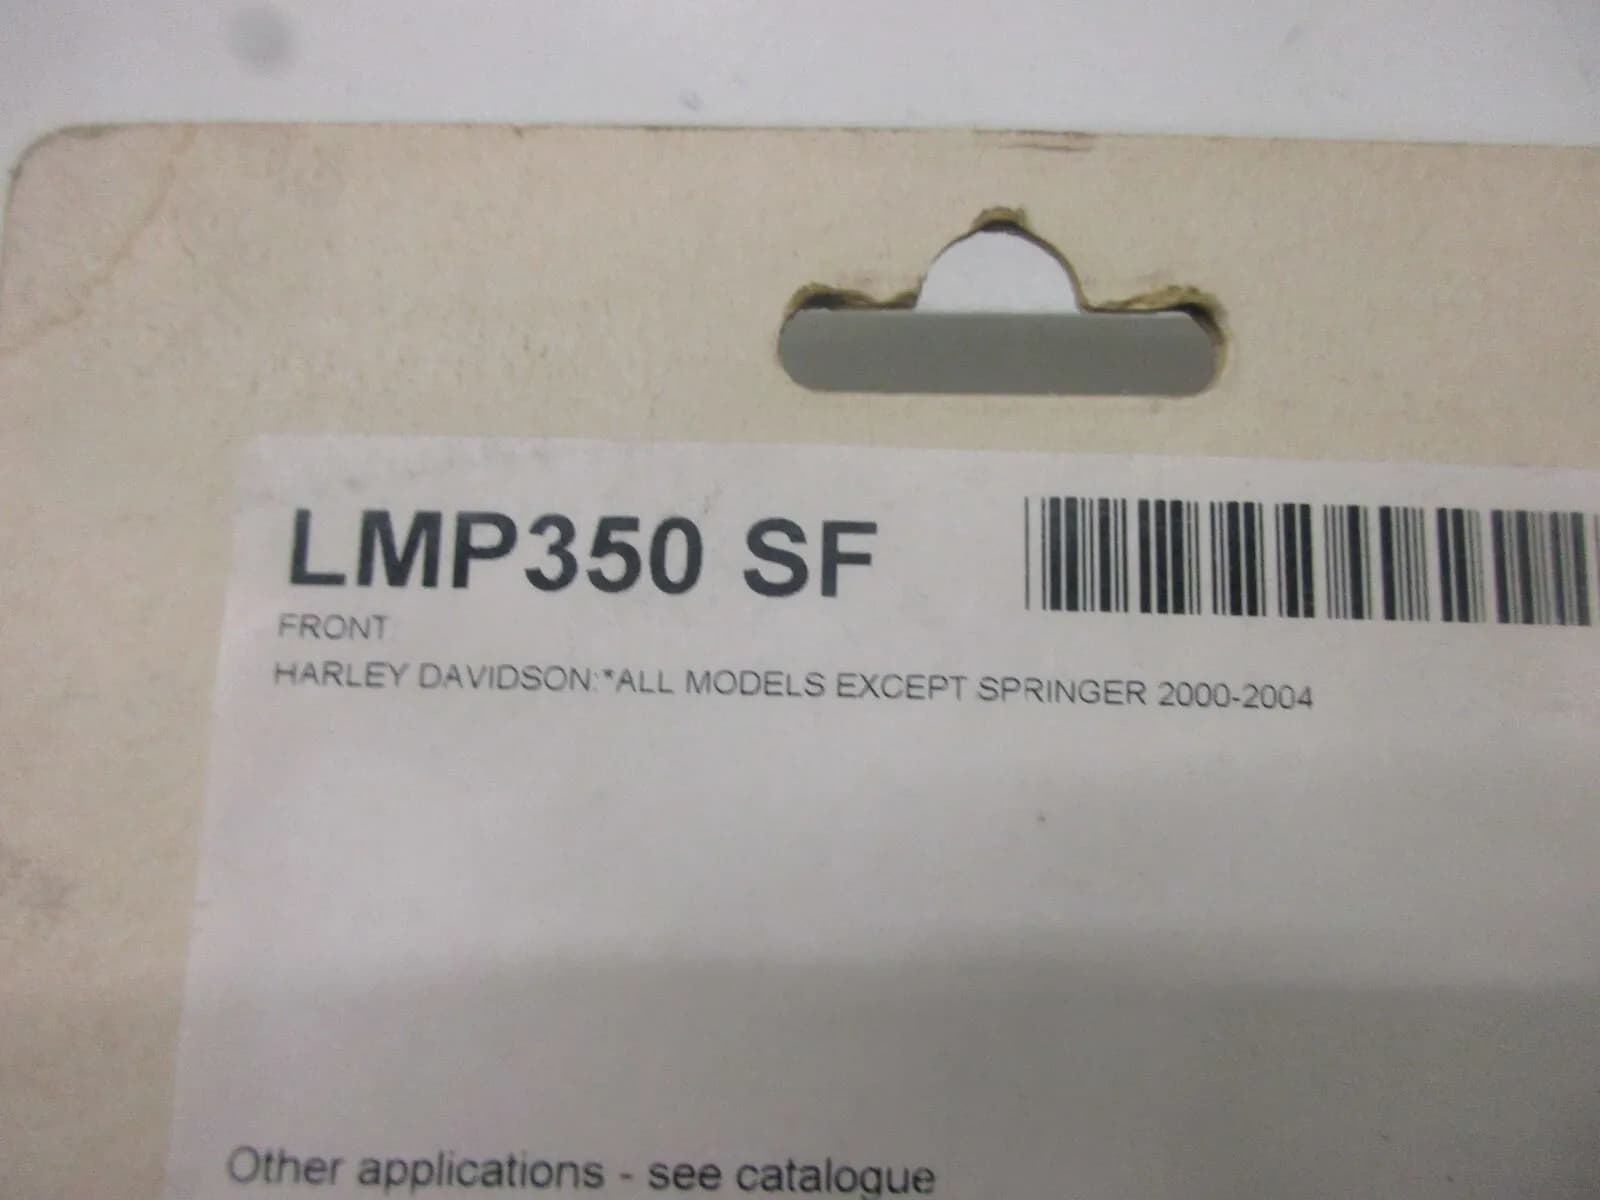 LMP350 SF
FRONT
HARLEY DAVIDSON:*ALL MODELS EXCEPT SPRINGER 2000-2004
Other applications - see catalogue